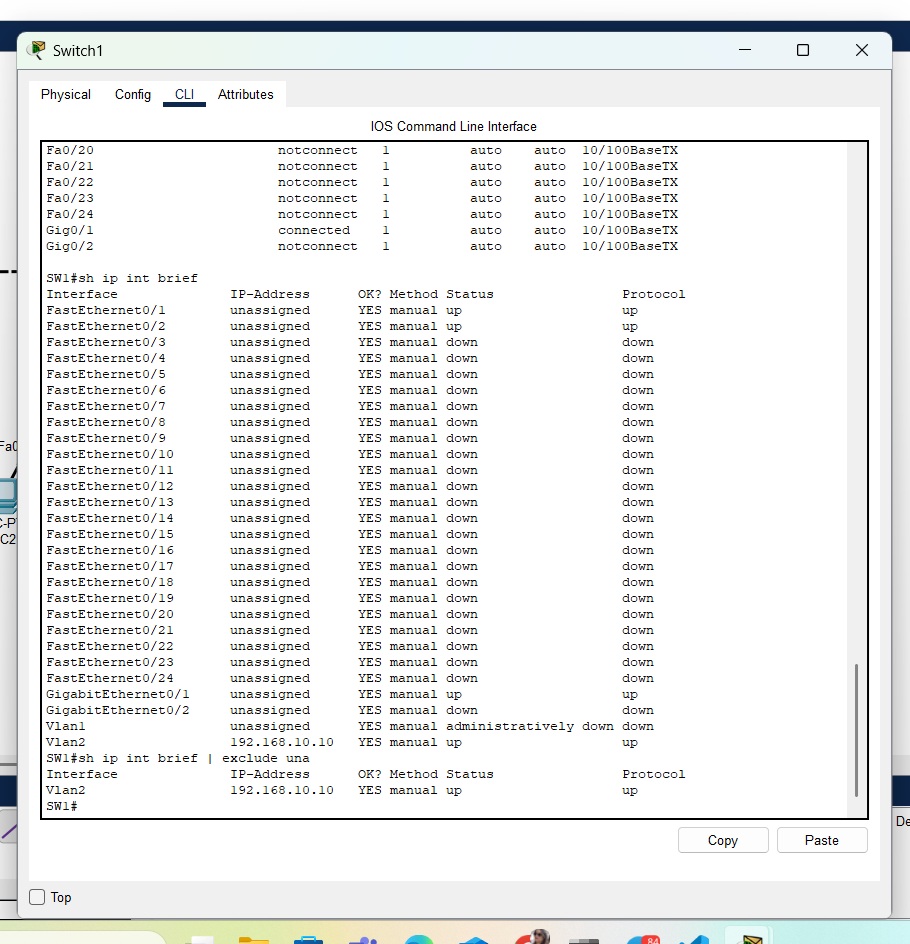 Switch1
Physical Config CLI Attributes
IOS Command Line Interface
Fa0/20 notconnect 1 auto auto 10/100BaseTX
Fa0/21 notconnect 1 auto auto 10/100BaseTX
Fa0/22 notconnect 1 auto auto 10/100BaseTX
Fa0/23 notconnect 1 auto auto 10/100BaseTX
Fa0/24 notconnect 1 auto auto 10/100BaseTX
Gig0/1 connected 1 auto auto 10/100BaseTX
Gig0/2 notconnect 1 auto auto 10/100BaseTX
SW1#sh ip int brief
Interface IP-Address OK? Method Status Protocol
FastEthernet0/1 unassigned YES manual up up
FastEthernet0/2 unassigned YES manual up up
FastEthernet0/3 unassigned YES manual down down
FastEthernet0/4 unassigned YES manual down down
FastEthernet0/5 unassigned YES manual down down
FastEthernet0/6 unassigned YES manual down down
FastEthernet0/7 unassigned YES manual down down
FastEthernet0/8 unassigned YES manual down down
FastEthernet0/9 unassigned YES manual down down
FastEthernet0/10 unassigned YES manual down down
FastEthernet0/11 unassigned YES manual down down
FastEthernet0/12 unassigned YES manual down down
FastEthernet0/13 unassigned YES manual down down
FastEthernet0/14 unassigned YES manual down down
FastEthernet0/15 unassigned YES manual down down
FastEthernet0/16 unassigned YES manual down down
FastEthernet0/17 unassigned YES manual down down
FastEthernet0/18 unassigned YES manual down down
FastEthernet0/19 unassigned YES manual down down
FastEthernet0/20 unassigned YES manual down down
FastEthernet0/21 unassigned YES manual down down
FastEthernet0/22 unassigned YES manual down down
FastEthernet0/23 unassigned YES manual down down
FastEthernet0/24 unassigned YES manual down down
GigabitEthernet0/1 unassigned YES manual up up
GigabitEthernet0/2 unassigned YES manual down down
Vlan1 unassigned YES manual administratively down down
Vlan2 192.168.10.10 YES manual up up
SW1#sh ip int brief | exclude una
Interface IP-Address OK? Method Status Protocol
Vlan2 192.168.10.10 YES manual up up
SW1#
Copy Paste
Top
84